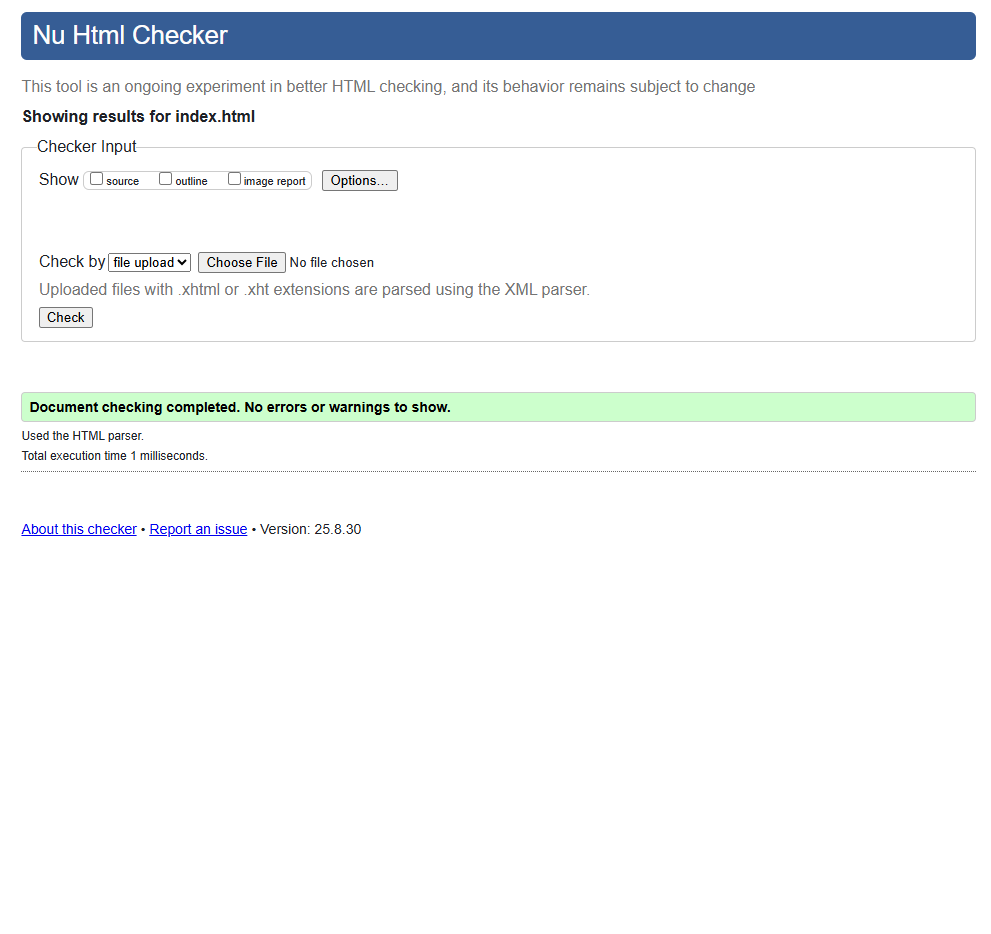 Nu Html Checker
This tool is an ongoing experiment in better HTML checking, and its behavior remains subject to change
Showing results for index.html
Checker Input
Show source outline image report Options...
Check by file upload Choose File No file chosen
Uploaded files with .xhtml or .xht extensions are parsed using the XML parser.
Check
Document checking completed. No errors or warnings to show.
Used the HTML parser.
Total execution time 1 milliseconds.
About this checker • Report an issue • Version: 25.8.30